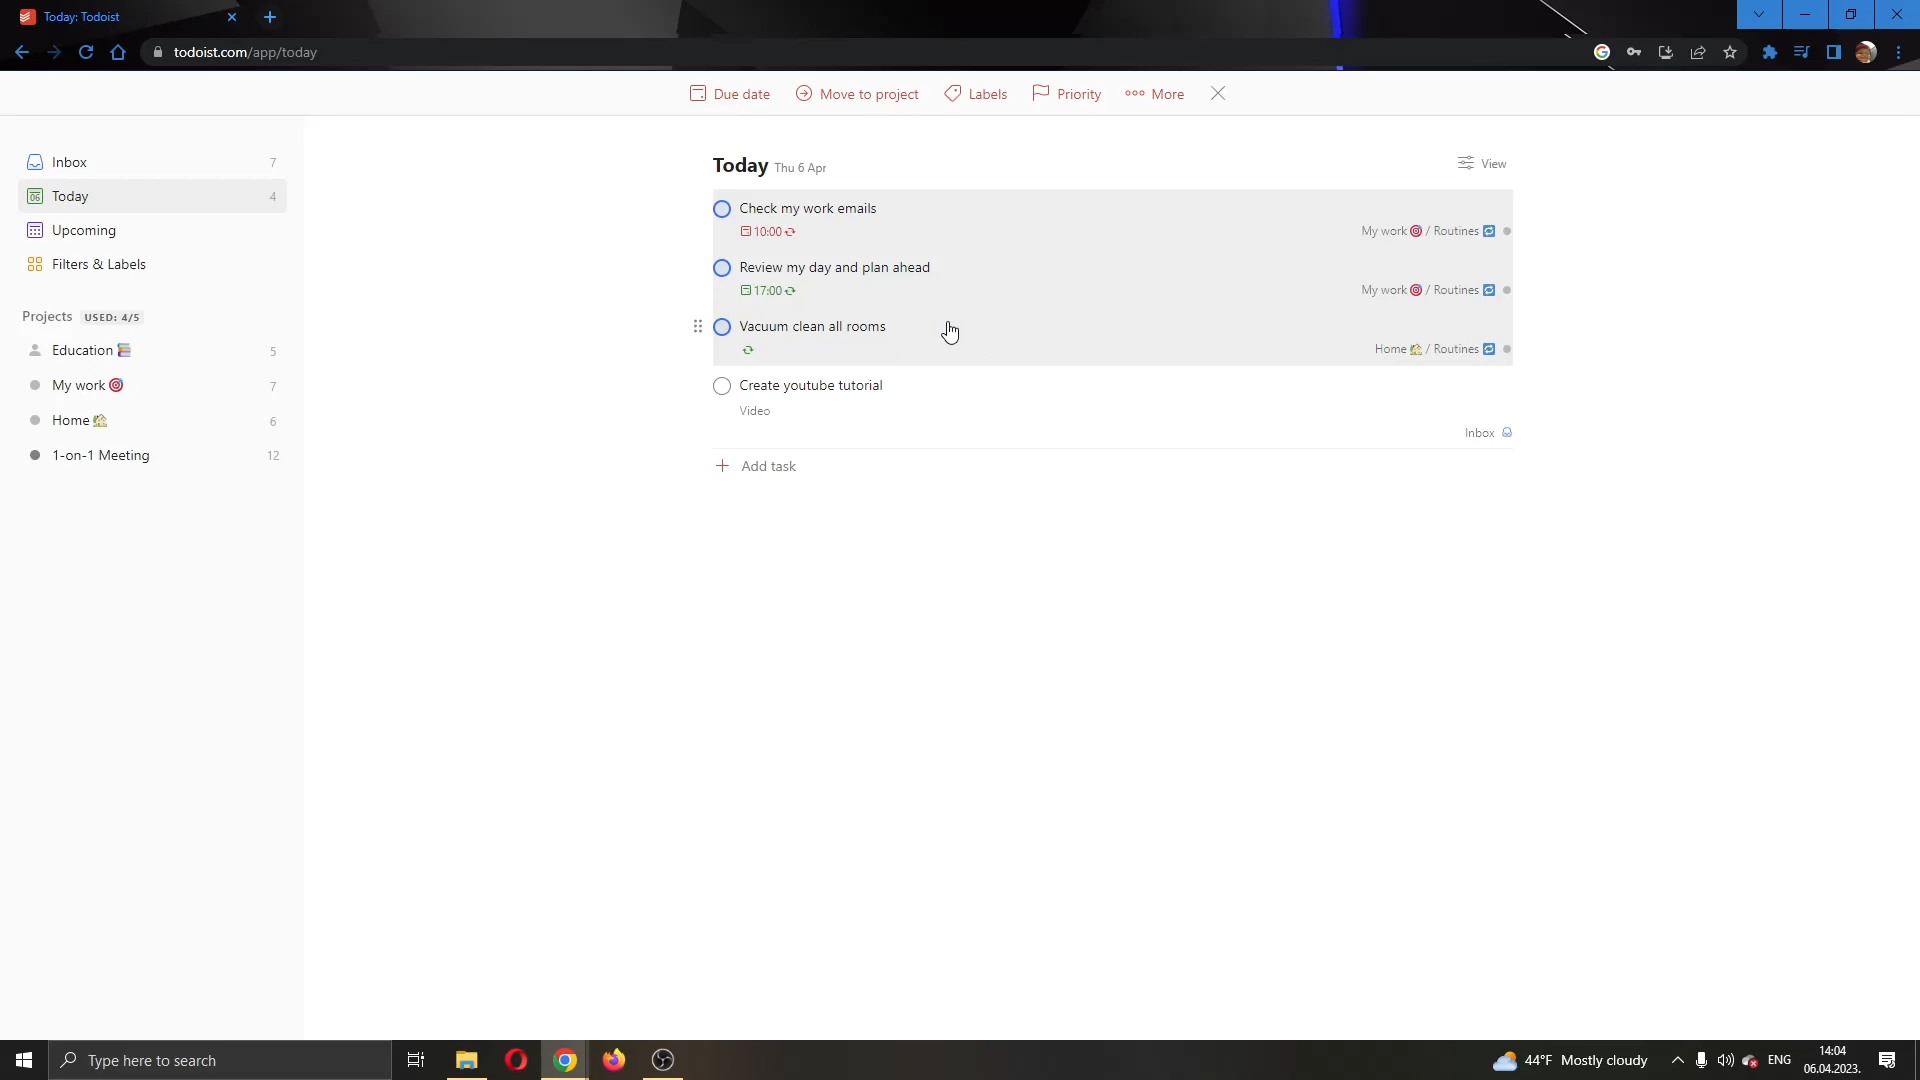 Today: Todoist
todoist.com/app/today
Due date Move to project Labels Priority More
Inbox 7
Today 4
Upcoming
Filters & Labels
Projects USED: 4/5
Education 📚 5
My work 🎯 7
Home 🏡 6
1-on-1 Meeting 12
Today Thu 6 Apr View
Check my work emails
10:00 My work 🎯 / Routines 🔁
Review my day and plan ahead
17:00 My work 🎯 / Routines 🔁
Vacuum clean all rooms
Home 🏡 / Routines 🔁
Create youtube tutorial
Video
Inbox
+ Add task
Type here to search
44°F Mostly cloudy
ENG
14:04
06.04.2023.